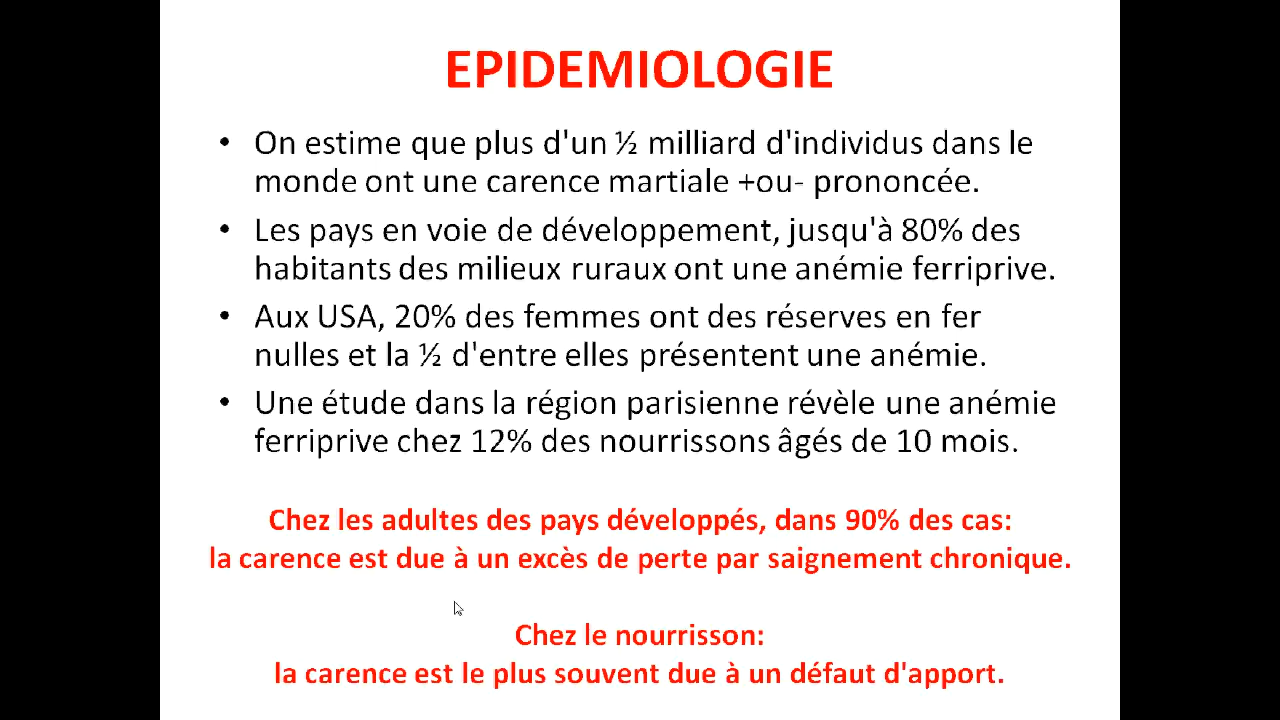 EPIDEMIOLOGIE
• On estime que plus d'un ½ milliard d'individus dans le
monde ont une carence martiale +ou- prononcée.
• Les pays en voie de développement, jusqu'à 80% des
habitants des milieux ruraux ont une anémie ferriprive.
• Aux USA, 20% des femmes ont des réserves en fer
nulles et la ½ d'entre elles présentent une anémie.
• Une étude dans la région parisienne révèle une anémie
ferriprive chez 12% des nourrissons âgés de 10 mois.
Chez les adultes des pays développés, dans 90% des cas:
la carence est due à un excès de perte par saignement chronique.
Chez le nourrisson:
la carence est le plus souvent due à un défaut d'apport.